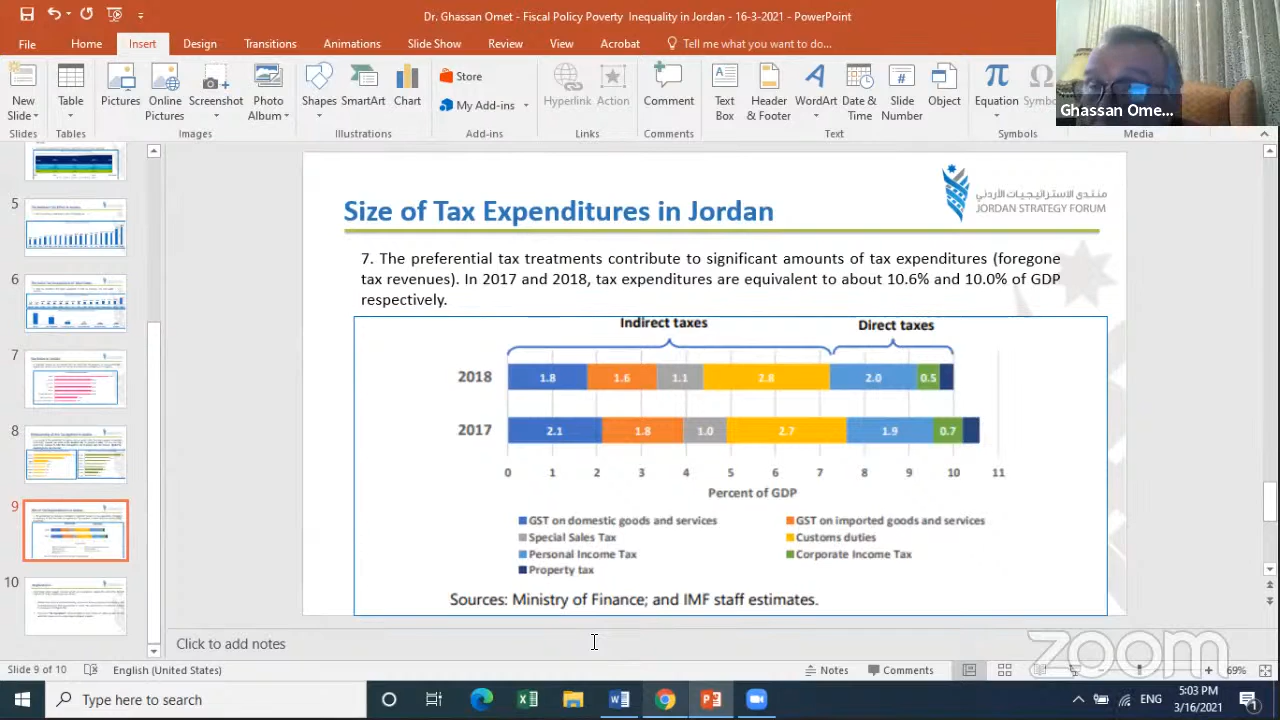 Dr. Ghassan Omet - Fiscal Policy Poverty Inequality in Jordan - 16-3-2021 - PowerPoint
File Home Insert Design Transitions Animations Slide Show Review View Acrobat Tell me what you want to do...
New Slide Table Pictures Online Pictures Screenshot Photo Album Shapes SmartArt Chart Store My Add-ins Hyperlink Action Comment Text Box Header & Footer WordArt Date & Time Slide Number Object Equation
Slides Tables Images Illustrations Add-ins Links Comments Text Symbols Media
Ghassan Ome...
5
6
7
8
9
10
منتدى الاستراتيجيات الأردني
JORDAN STRATEGY FORUM
Size of Tax Expenditures in Jordan
7. The preferential tax treatments contribute to significant amounts of tax expenditures (foregone
tax revenues). In 2017 and 2018, tax expenditures are equivalent to about 10.6% and 10.0% of GDP
respectively.
Indirect taxes Direct taxes
2018 1.8 1.6 1.1 2.8 2.0 0.5
2017 2.1 1.8 1.0 2.7 1.9 0.7
0 1 2 3 4 5 6 7 8 9 10 11
Percent of GDP
GST on domestic goods and services GST on imported goods and services
Special Sales Tax Customs duties
Personal Income Tax Corporate Income Tax
Property tax
Sources: Ministry of Finance; and IMF staff estimates.
Click to add notes
zoom
Slide 9 of 10 English (United States) Notes Comments 69%
Type here to search
ENG
5:03 PM
3/16/2021
1